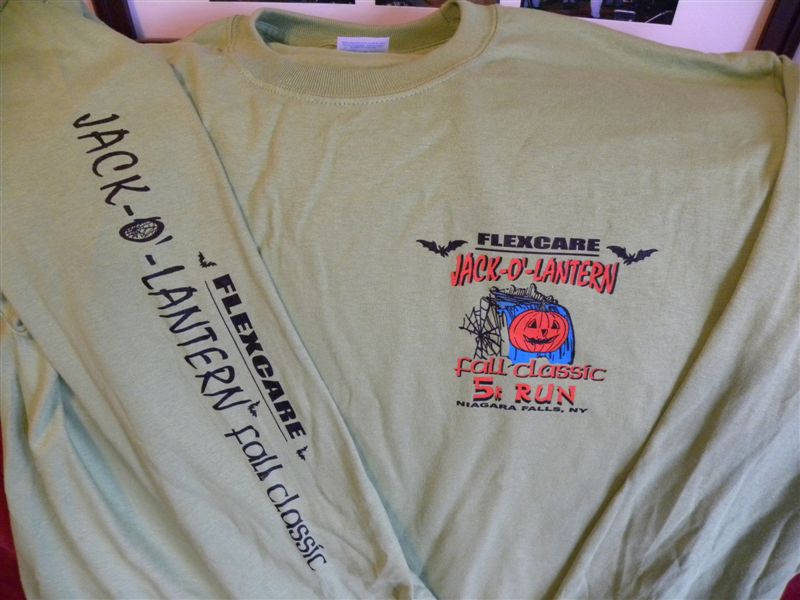 JACK-O'-LANTERN fall classic
FLEXCARE
FLEXCARE
JACK-O'-LANTERN
fall classic
5K RUN
NIAGARA FALLS, NY